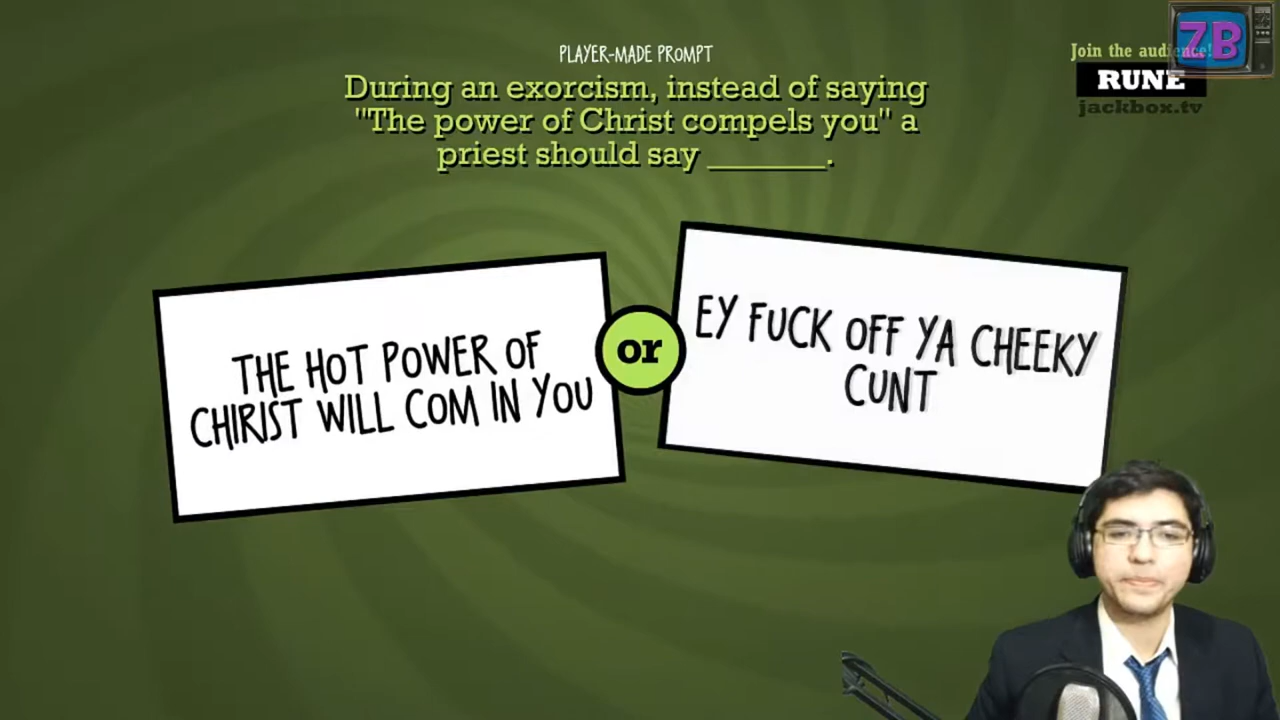 PLAYER-MADE PROMPT
During an exorcism, instead of saying
"The power of Christ compels you" a
priest should say _______.
Join the audience!
RUNE
jackbox.tv
ZB
THE HOT POWER OF
CHIRIST WILL COM IN YOU
or
EY FUCK OFF YA CHEEKY
CUNT